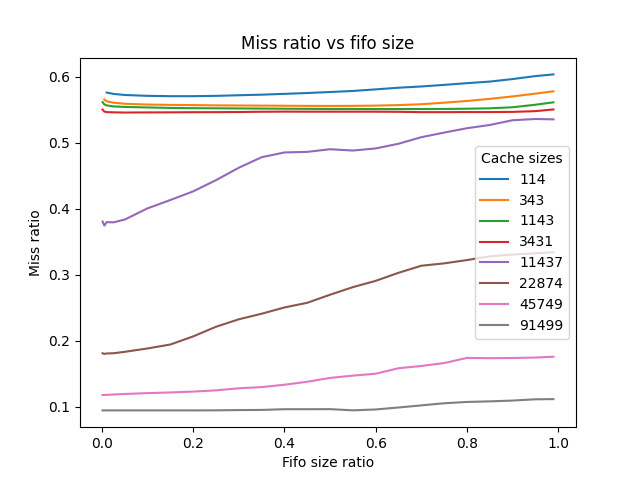 Miss ratio vs fifo size
Miss ratio
0.6
0.5
0.4
0.3
0.2
0.1
Cache sizes
114
343
1143
3431
11437
22874
45749
91499
0.0 0.2 0.4 0.6 0.8 1.0
Fifo size ratio